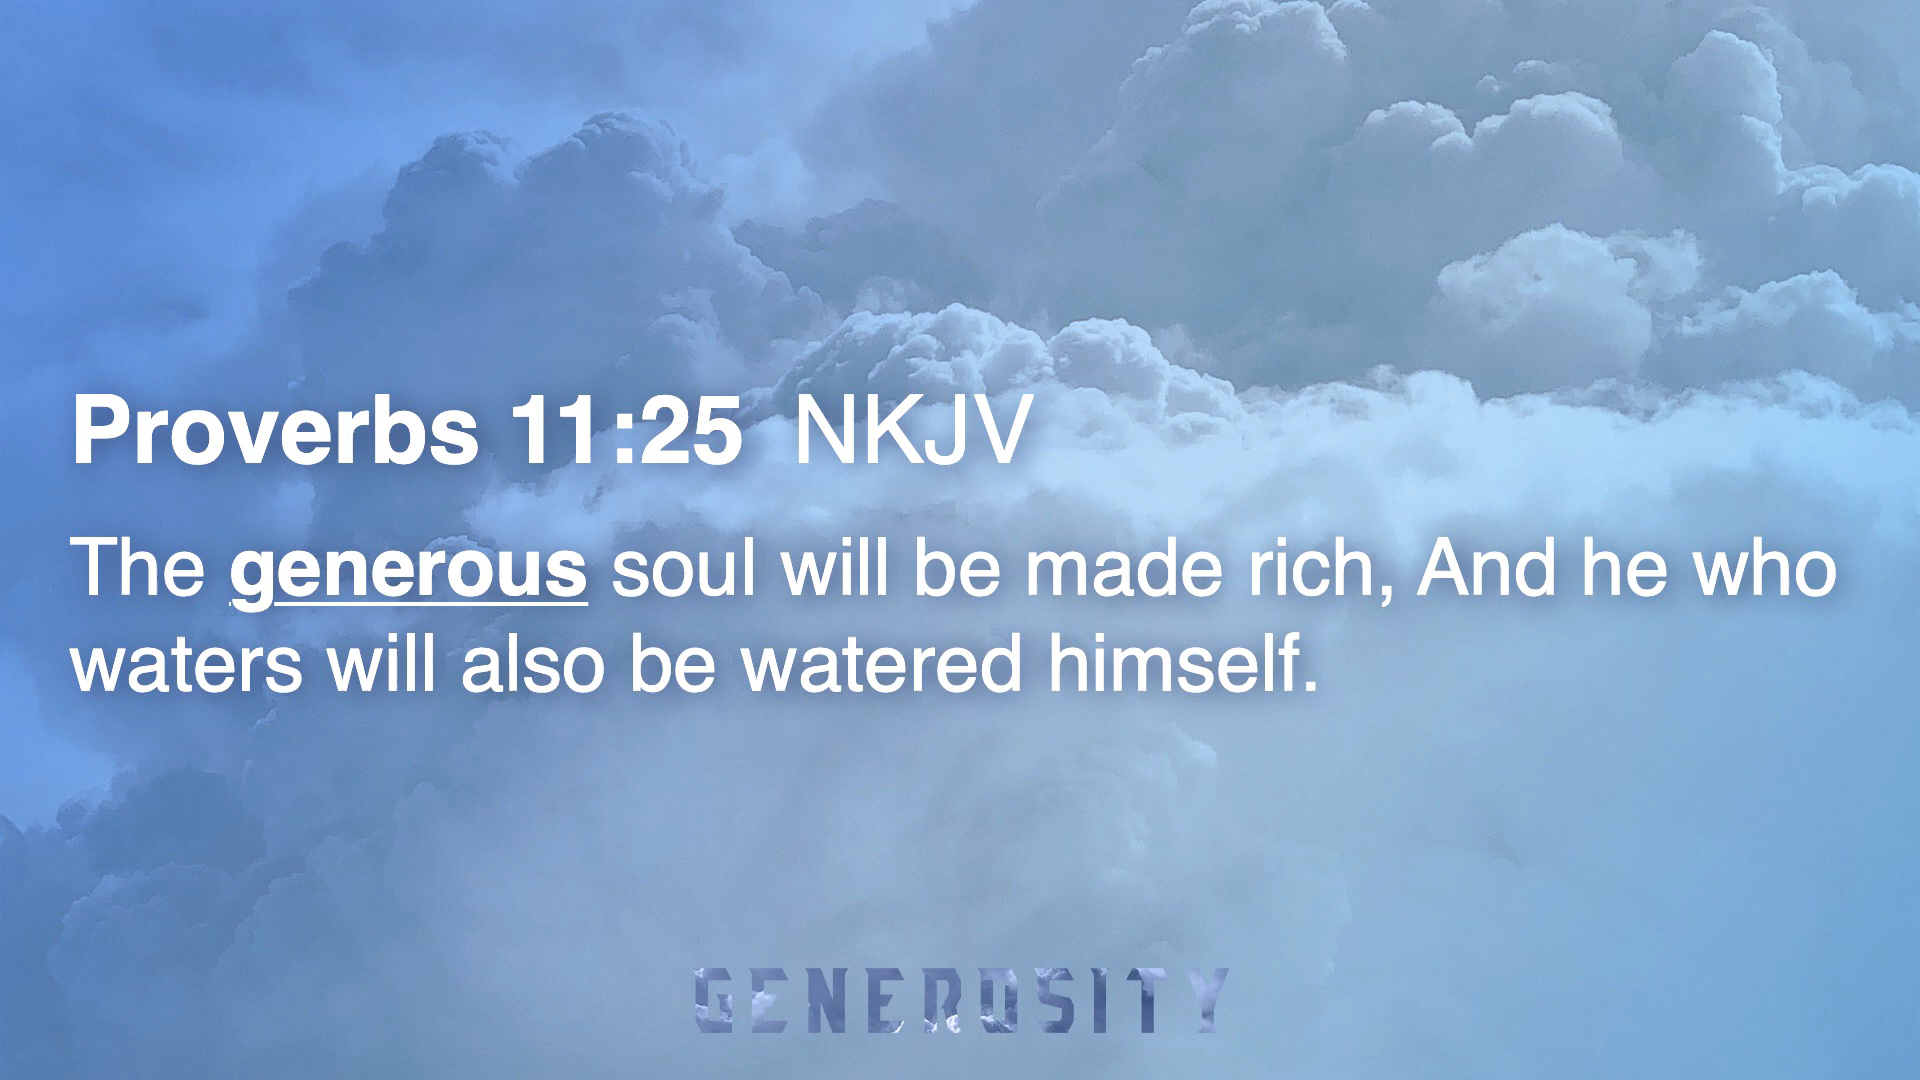 Proverbs 11:25 NKJV
The generous soul will be made rich, And he who
waters will also be watered himself.
GENEROSITY